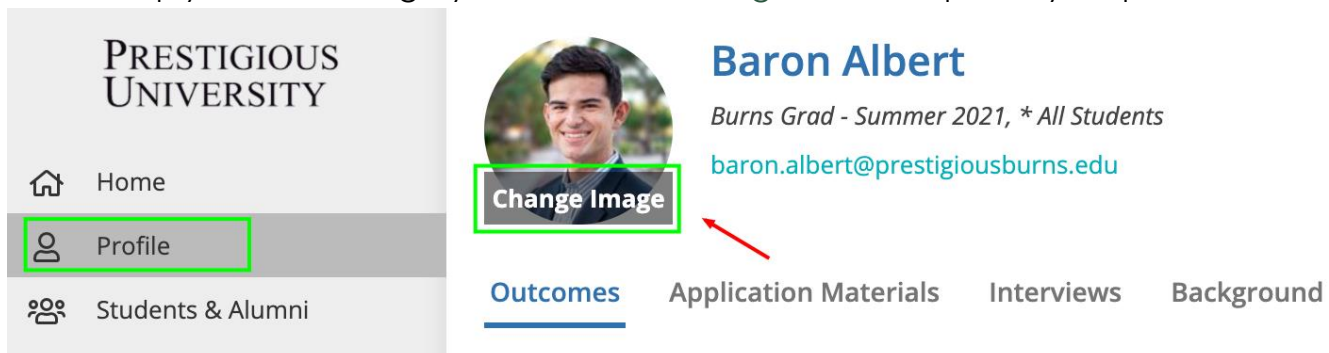 PRESTIGIOUS
UNIVERSITY
Home
Profile
Students & Alumni
Baron Albert
Burns Grad - Summer 2021, * All Students
baron.albert@prestigiousburns.edu
Change Image
Outcomes Application Materials Interviews Background